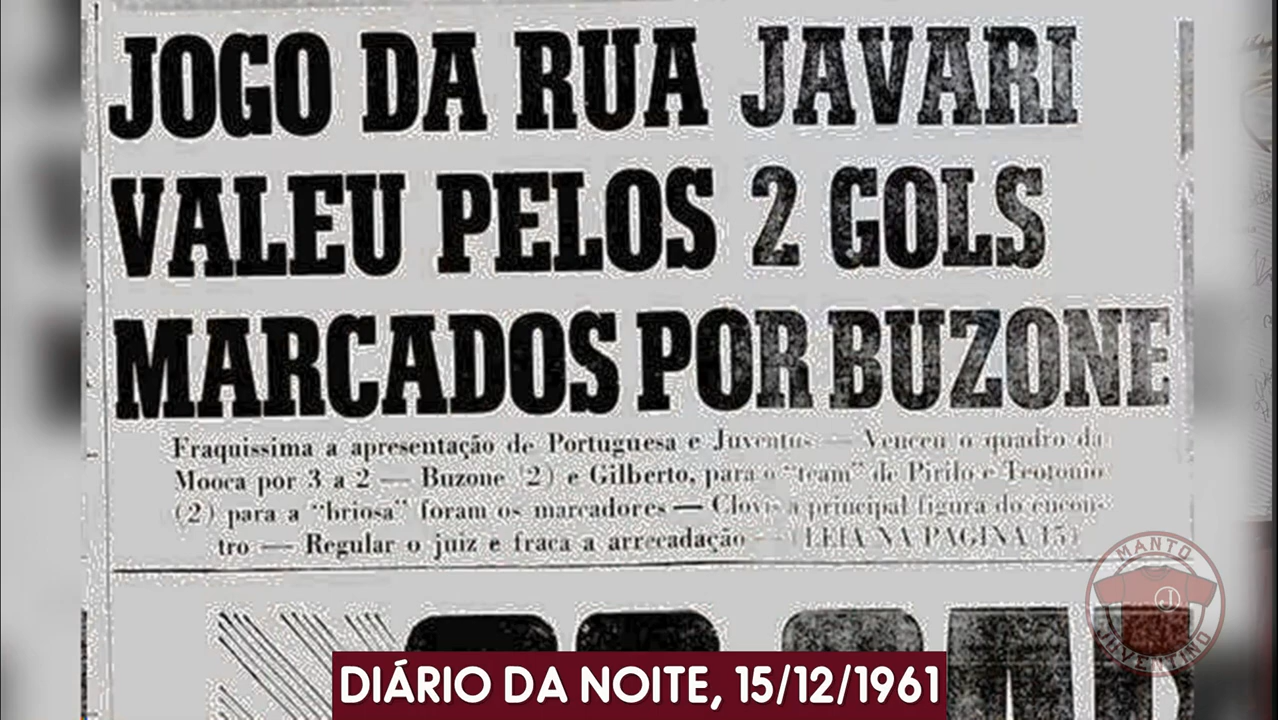 JOGO DA RUA JAVARI
VALEU PELOS 2 GOLS
MARCADOS POR BUZONE
Fraquissima a apresentação de Portuguesa e Juventus — Venceu o quadro da
Mooca por 3 a 2 — Buzone (2) e Gilberto, para o "team" de Pirilo e Teotonio
(2) para a "briosa" foram os marcadores — Clovis a principal figura do encon-
tro — Regular o juiz e fraca a arrecadação — (LEIA NA PAGINA 15)
MANTO
J
JUVENTINO
DIÁRIO DA NOITE, 15/12/1961